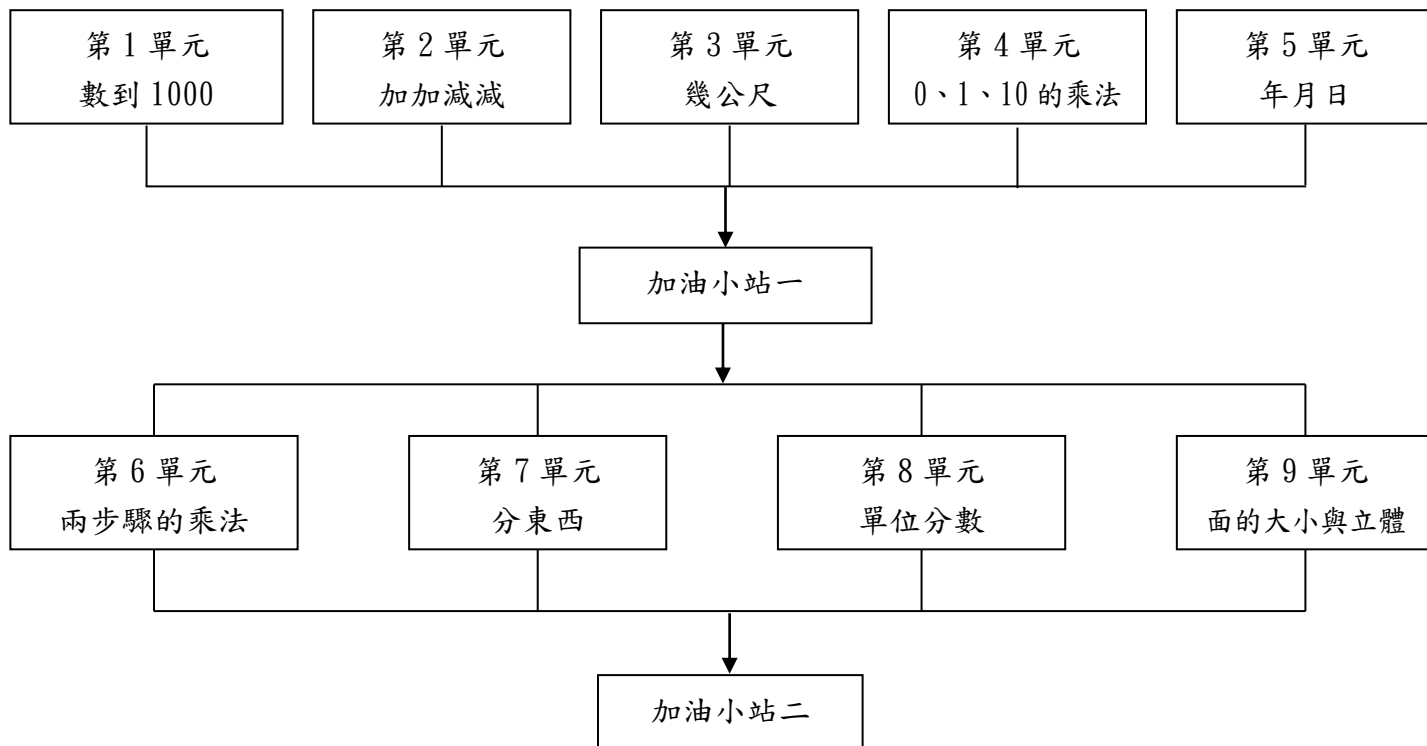 第 1 單元
數到 1000
第 2 單元
加加減減
第 3 單元
幾公尺
第 4 單元
0、1、10 的乘法
第 5 單元
年月日
加油小站一
第 6 單元
兩步驟的乘法
第 7 單元
分東西
第 8 單元
單位分數
第 9 單元
面的大小與立體
加油小站二